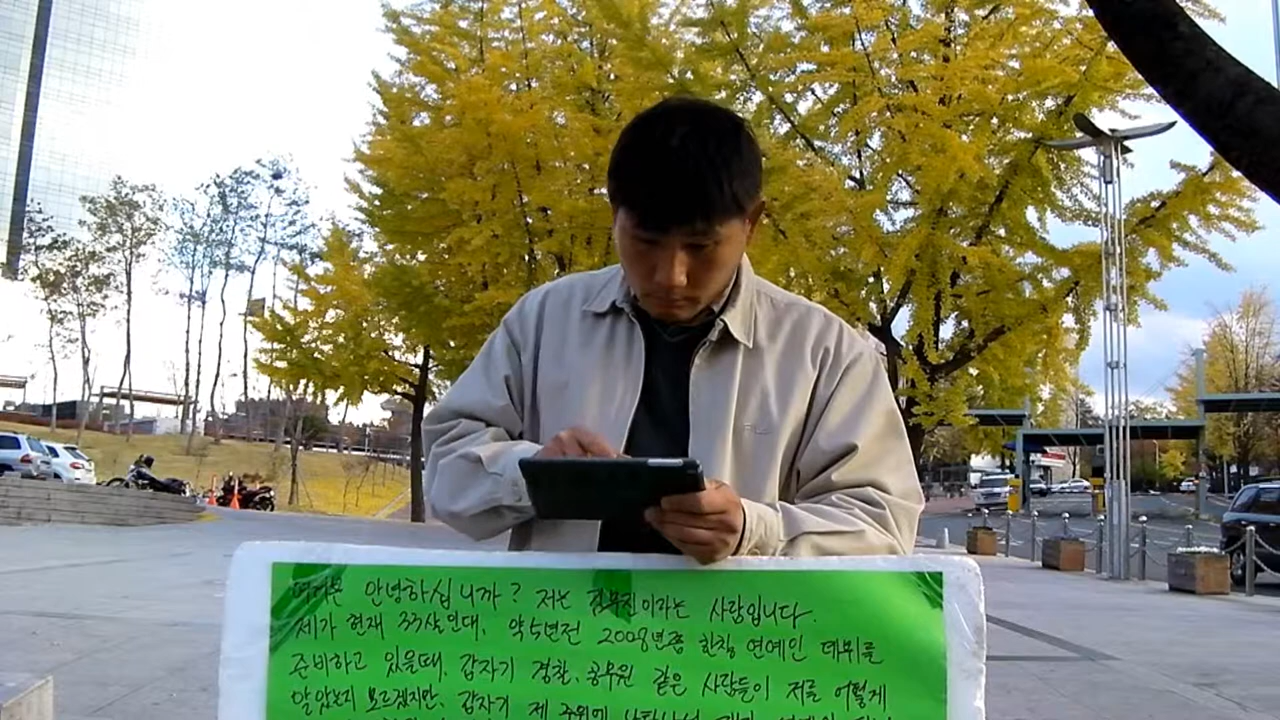 여러분 안녕하십니까? 저는 김무진이라는 사람입니다.
제가 현재 33살인데, 약5년전 2008년쯤 한창 연예인 데뷔를
준비하고 있을때, 갑자기 경찰, 공무원 같은 사람들이 저를 어떻게
알았는지 모르겠지만, 갑자기 제 주위에